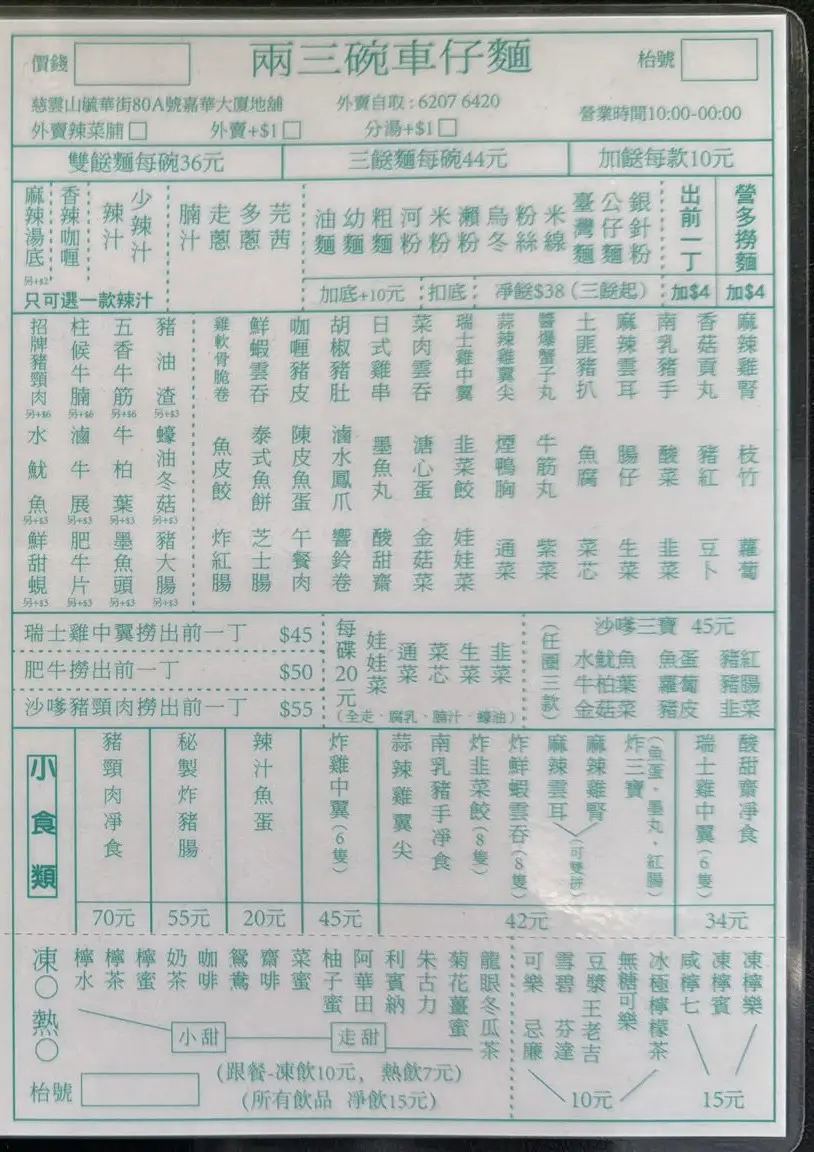 價錢
兩三碗車仔麵
枱號
慈雲山毓華街80A號嘉華大廈地舖
外賣自取：6207 6420
營業時間10:00-00:00
外賣辣菜脯
外賣+$1
分湯+$1
雙餸麵每碗36元
三餸麵每碗44元
加餸每款10元
麻辣湯底
另+$2
香辣咖喱
辣汁
少辣汁
只可選一款辣汁
腩汁
走蔥
多蔥
芫茜
油麵
幼麵
粗麵
河粉
米粉
瀨粉
烏冬
粉絲
米線
臺灣麵
公仔麵
銀針粉
出前一丁
營多撈麵
加底+10元
扣底
凈餸$38（三餸起）
加$4
加$4
招牌豬頸肉
另+$6
柱候牛腩
另+$6
五香牛筋
另+$6
豬油渣
另+$3
雞軟骨脆卷
鮮蝦雲吞
咖喱豬皮
胡椒豬肚
日式雞串
菜肉雲吞
瑞士雞中翼
蒜辣雞翼尖
醬爆蟹子丸
土匪豬扒
麻辣雲耳
南乳豬手
香菇貢丸
麻辣雞腎
水魷魚
另+$3
滷牛展
另+$3
牛柏葉
另+$3
蠔油冬菇
另+$3
魚皮餃
泰式魚餅
陳皮魚蛋
滷水鳳爪
墨魚丸
溏心蛋
韭菜餃
煙鴨胸
牛筋丸
魚腐
腸仔
酸菜
豬紅
枝竹
鮮甜蜆
另+$3
肥牛片
另+$3
墨魚頭
另+$3
豬大腸
另+$3
炸紅腸
芝士腸
午餐肉
響鈴卷
酸甜齋
金菇菜
娃娃菜
通菜
紫菜
菜芯
生菜
韭菜
豆卜
蘿蔔
瑞士雞中翼撈出前一丁 $45
肥牛撈出前一丁 $50
沙嗲豬頸肉撈出前一丁 $55
每碟20元
娃娃菜
通菜
菜芯
生菜
韭菜
（全走、腐乳、腩汁、蠔油）
沙嗲三寶 45元
（任圈三款）
水魷魚 魚蛋 豬紅
牛柏葉 蘿蔔 豬腸
金菇菜 豬皮 韭菜
小食類
豬頸肉凈食
70元
秘製炸豬腸
55元
辣汁魚蛋
20元
炸雞中翼（6隻）
45元
蒜辣雞翼尖
南乳豬手凈食
炸韭菜餃（8隻）
炸鮮蝦雲吞（8隻）
麻辣雲耳
麻辣雞腎
（可雙拼）
炸三寶
（魚蛋、墨丸、紅腸）
42元
瑞士雞中翼（6隻）
酸甜齋凈食
34元
凍○熱○
檸水
檸茶
檸蜜
奶茶
咖啡
鴛鴦
齋啡
菜蜜
柚子蜜
阿華田
利賓納
朱古力
菊花薑蜜
龍眼冬瓜茶
小甜
走甜
可樂 忌廉
雪碧 芬達
豆漿王老吉
無糖可樂
冰極檸檬茶
10元
咸檸七
凍檸賓
凍檸樂
15元
枱號
（跟餐-凍飲10元，熱飲7元）
（所有飲品 凈飲15元）